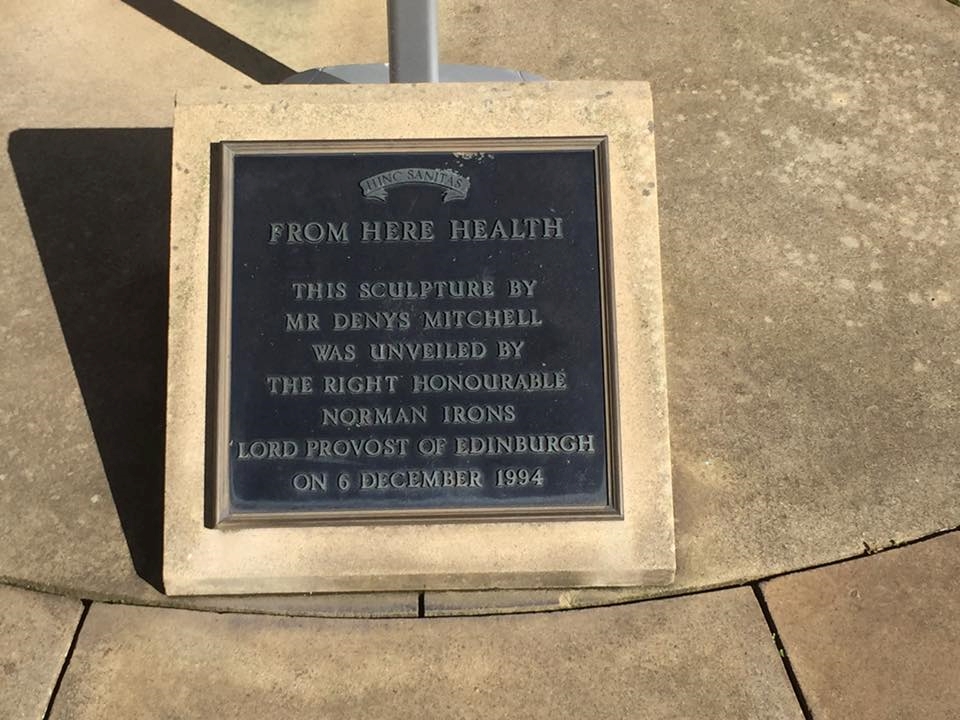 HINC SANITAS
FROM HERE HEALTH
THIS SCULPTURE BY
MR DENYS MITCHELL
WAS UNVEILED BY
THE RIGHT HONOURABLE
NORMAN IRONS
LORD PROVOST OF EDINBURGH
ON 6 DECEMBER 1994